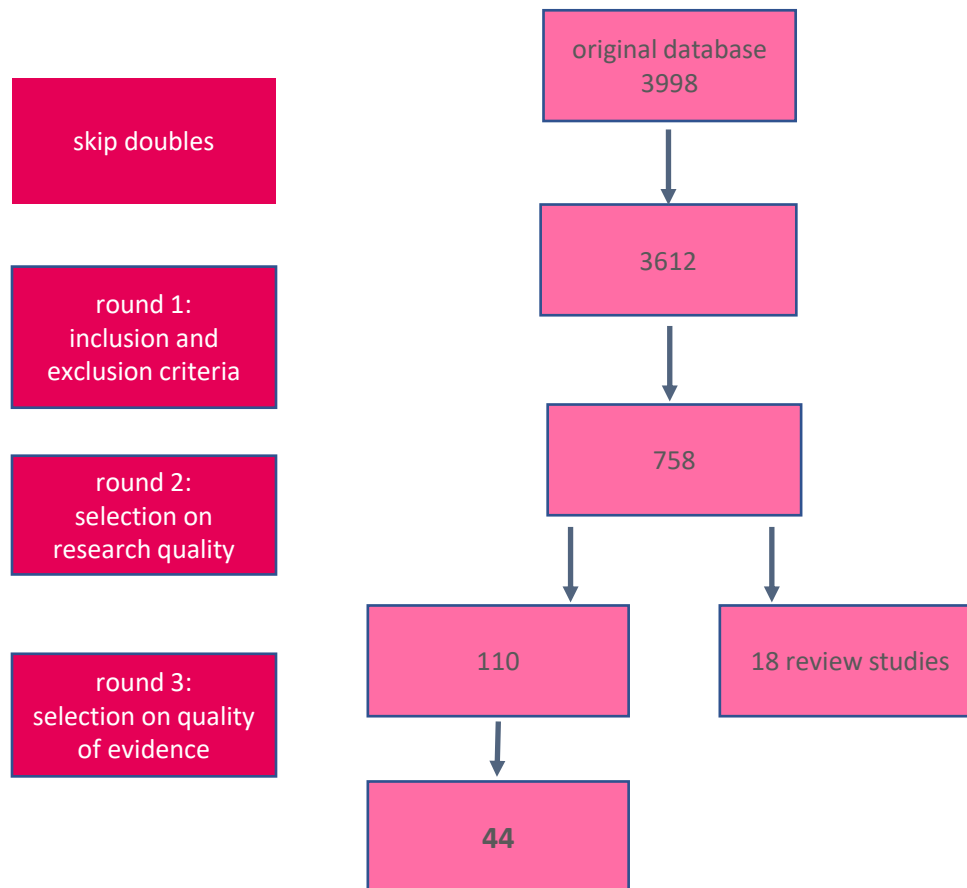 original database
3998
skip doubles
3612
round 1:
inclusion and
exclusion criteria
758
round 2:
selection on
research quality
110
18 review studies
round 3:
selection on quality
of evidence
44